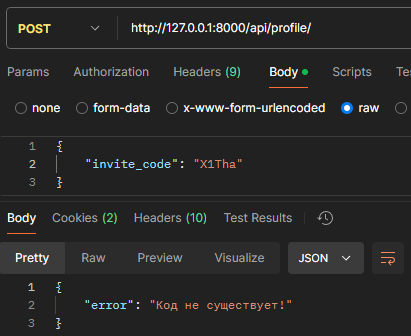 POST http://127.0.0.1:8000/api/profile/
Params Authorization Headers (9) Body Scripts
none form-data x-www-form-urlencoded raw
1 {
2 "invite_code": "X1Tha"
3 }
Body Cookies (2) Headers (10) Test Results
Pretty Raw Preview Visualize JSON
1 {
2 "error": "Код не существует!"
3 }